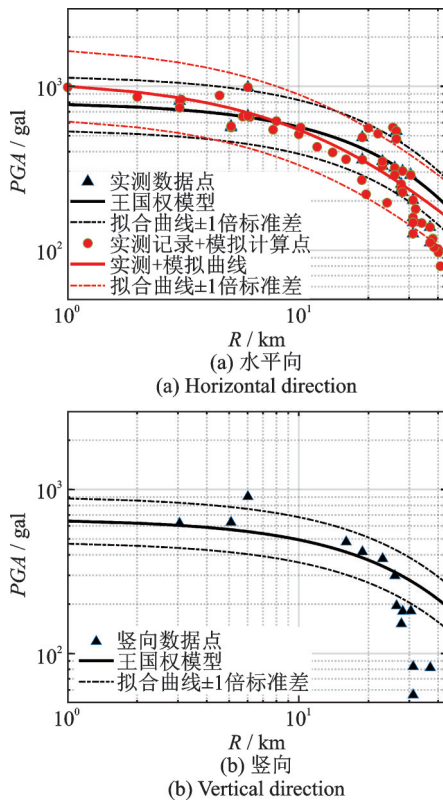 10³
PGA / gal
实测数据点
王国权模型
拟合曲线±1倍标准差
10²
实测记录+模拟计算点
实测+模拟曲线
拟合曲线±1倍标准差
10⁰
10¹
R / km
(a) 水平向
(a) Horizontal direction
10³
PGA / gal
竖向数据点
10²
王国权模型
拟合曲线±1倍标准差
10⁰
10¹
R / km
(b) 竖向
(b) Vertical direction